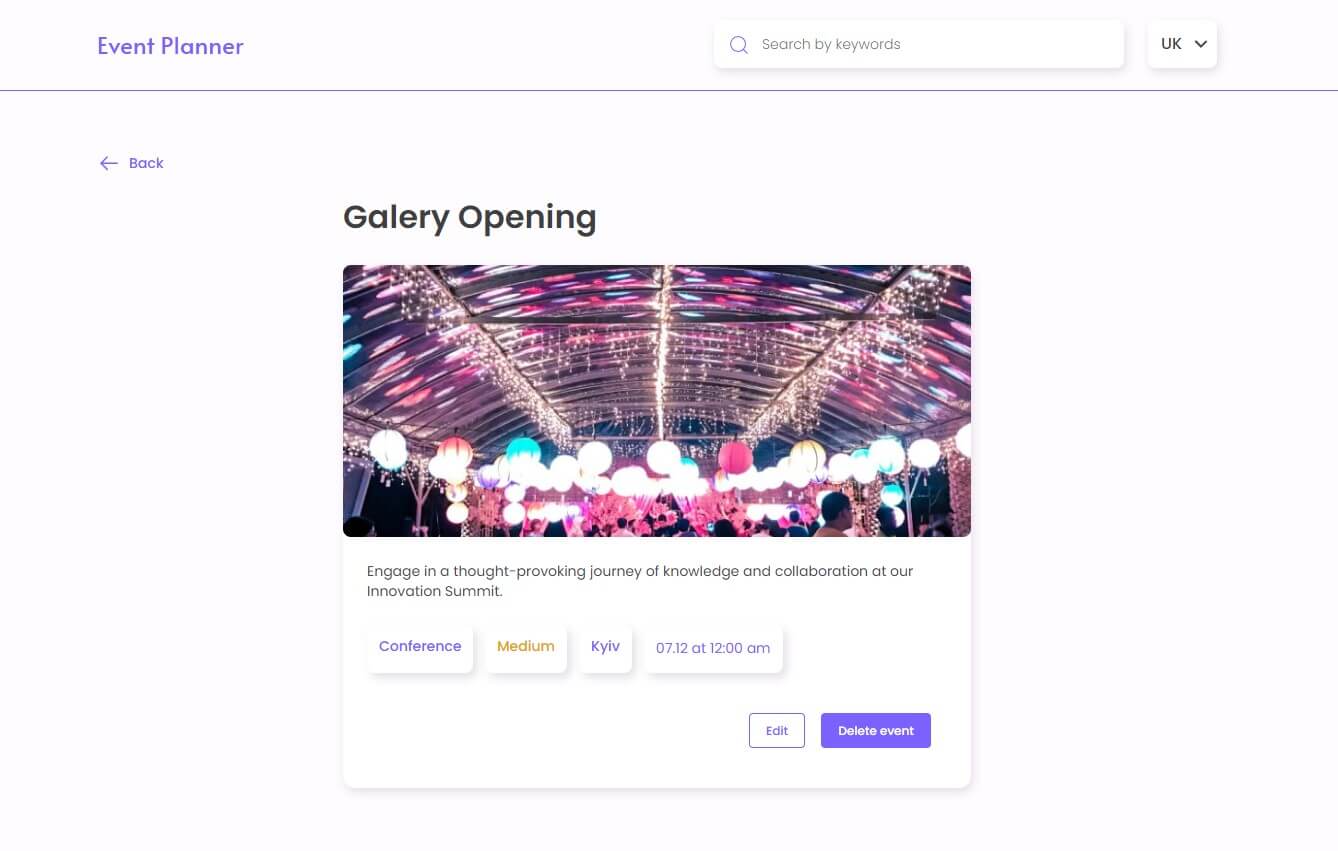 Event Planner
Search by keywords
UK
Back
Galery Opening
Engage in a thought-provoking journey of knowledge and collaboration at our
Innovation Summit.
Conference
Medium
Kyiv
07.12 at 12:00 am
Edit
Delete event